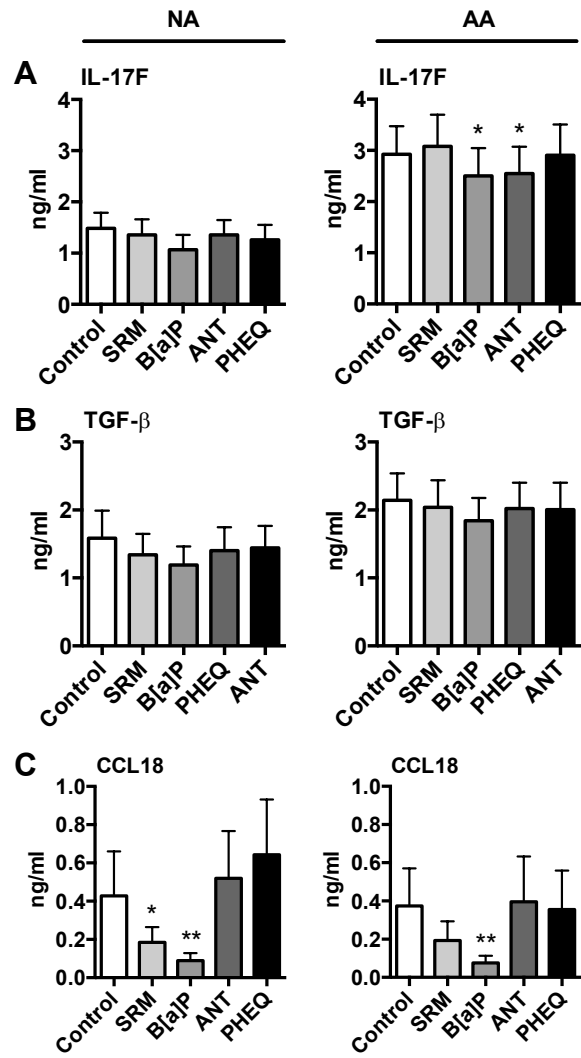 NA AA
A
IL-17F IL-17F
ng/ml
4
3
2
1
0
* *
4
3
2
1
0
Control SRM B[a]P ANT PHEQ
Control SRM B[a]P ANT PHEQ
B
TGF-β TGF-β
ng/ml
3
2
1
0
ng/ml
3
2
1
0
Control SRM B[a]P PHEQ ANT
Control SRM B[a]P PHEQ ANT
C
CCL18 CCL18
ng/ml
1.0
0.8
0.6
0.4
0.2
0.0
* **
ng/ml
1.0
0.8
0.6
0.4
0.2
0.0
**
Control SRM B[a]P ANT PHEQ
Control SRM B[a]P ANT PHEQ